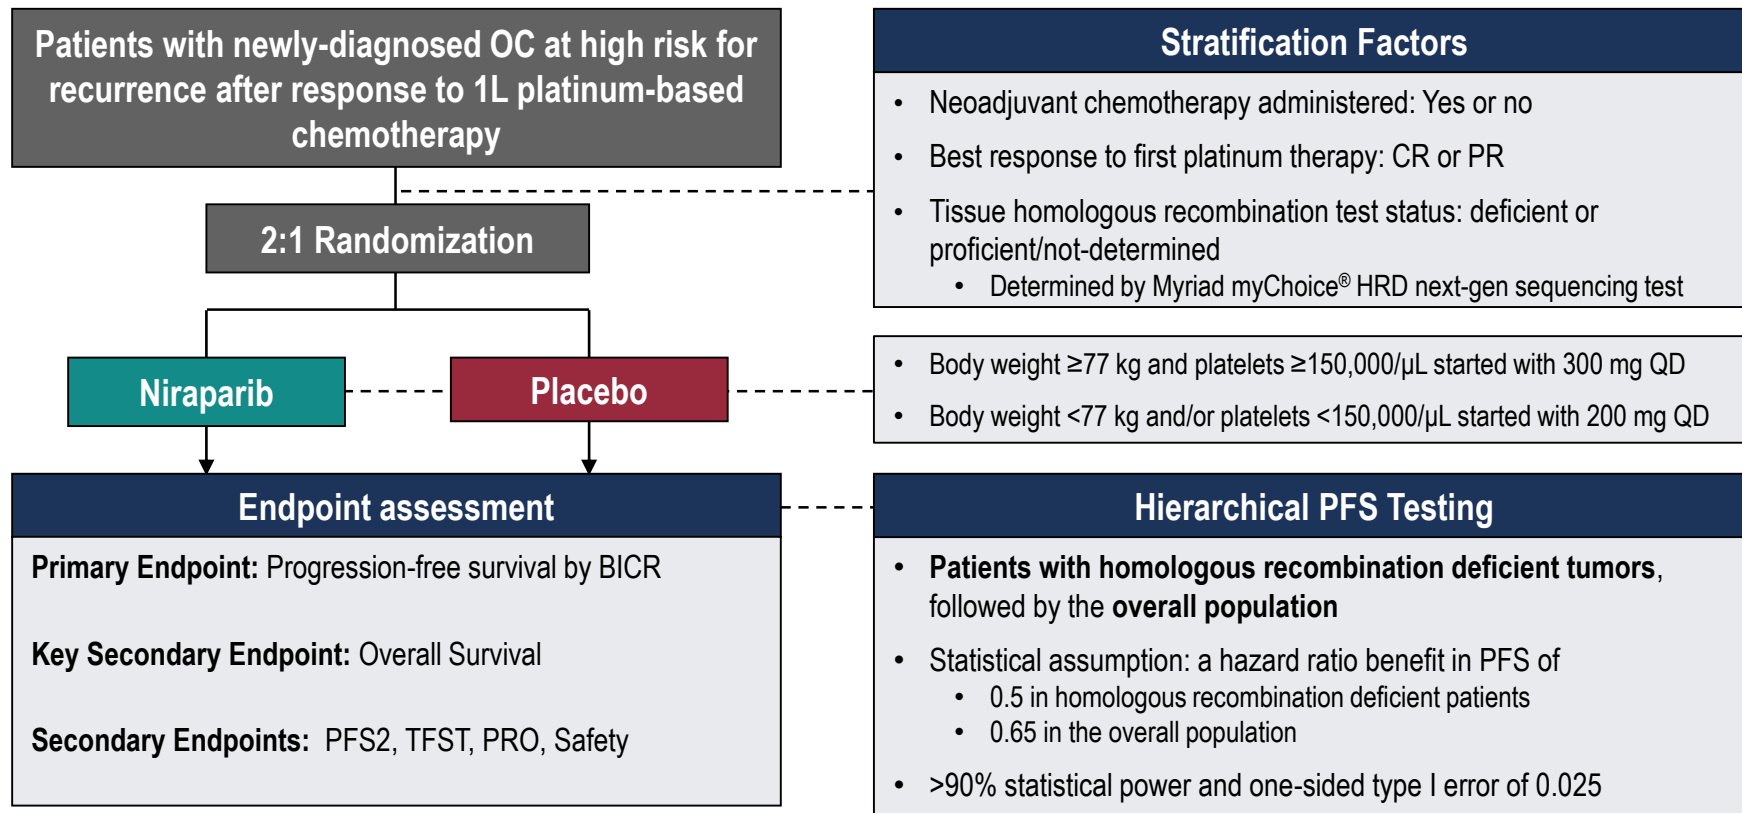 Patients with newly-diagnosed OC at high risk for
recurrence after response to 1L platinum-based
chemotherapy
2:1 Randomization
Niraparib
Placebo
Endpoint assessment
Primary Endpoint: Progression-free survival by BICR
Key Secondary Endpoint: Overall Survival
Secondary Endpoints: PFS2, TFST, PRO, Safety
Stratification Factors
• Neoadjuvant chemotherapy administered: Yes or no
• Best response to first platinum therapy: CR or PR
• Tissue homologous recombination test status: deficient or
proficient/not-determined
• Determined by Myriad myChoice® HRD next-gen sequencing test
• Body weight ≥77 kg and platelets ≥150,000/µL started with 300 mg QD
• Body weight <77 kg and/or platelets <150,000/µL started with 200 mg QD
Hierarchical PFS Testing
• Patients with homologous recombination deficient tumors,
followed by the overall population
• Statistical assumption: a hazard ratio benefit in PFS of
• 0.5 in homologous recombination deficient patients
• 0.65 in the overall population
• >90% statistical power and one-sided type I error of 0.025